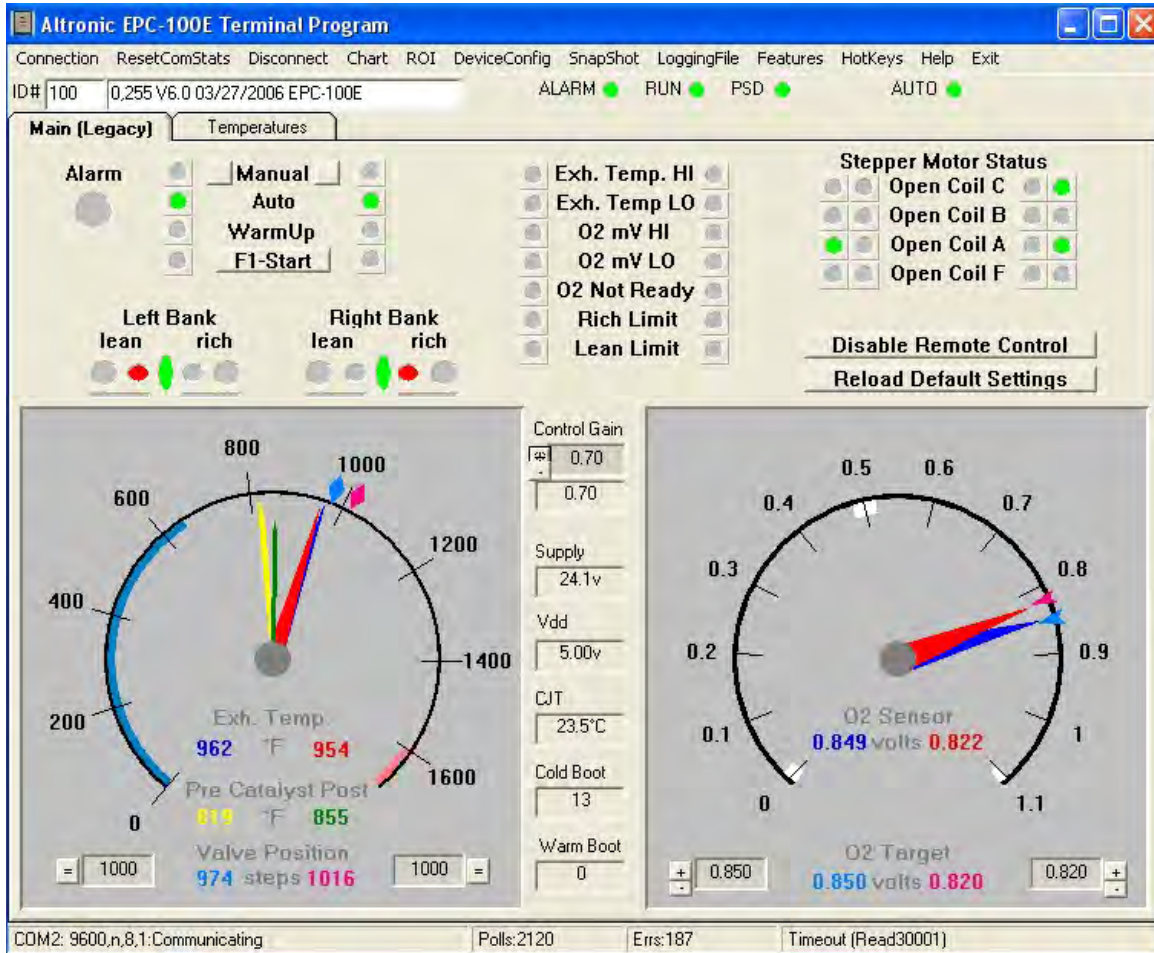 Altronic EPC-100E Terminal Program
Connection ResetComStats Disconnect Chart ROI DeviceConfig SnapShot LoggingFile Features HotKeys Help Exit
ID# 100 0,255 V6.0 03/27/2006 EPC-100E ALARM RUN PSD AUTO
Main (Legacy) Temperatures
Alarm
Manual
Auto
WarmUp
F1-Start
Exh. Temp. HI
Exh. Temp LO
O2 mV HI
O2 mV LO
O2 Not Ready
Rich Limit
Lean Limit
Stepper Motor Status
Open Coil C
Open Coil B
Open Coil A
Open Coil F
Left Bank
lean rich
Right Bank
lean rich
Disable Remote Control
Reload Default Settings
0
200
400
600
800
1000
1200
1400
1600
Exh. Temp
962 °F 954
Pre Catalyst Post
819 °F 855
Valve Position
974 steps 1016
= 1000
1000 =
Control Gain
+
-
0.70
0.70
Supply
24.1v
Vdd
5.00v
CJT
23.5°C
Cold Boot
13
Warm Boot
0
0
0.1
0.2
0.3
0.4
0.5
0.6
0.7
0.8
0.9
1
1.1
O2 Sensor
0.849 volts 0.822
O2 Target
0.850 volts 0.820
+
-
0.850
0.820
+
-
COM2: 9600,n,8,1:Communicating Polls:2120 Errs:187 Timeout (Read30001)